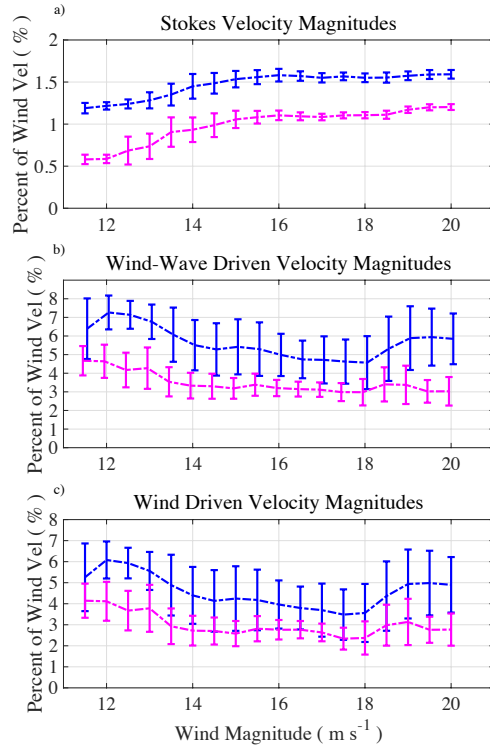 a)
Stokes Velocity Magnitudes
Percent of Wind Vel ( % )
2
1.5
1
0.5
0
12 14 16 18 20
b)
Wind-Wave Driven Velocity Magnitudes
Percent of Wind Vel ( % )
8
7
6
5
4
3
2
1
0
12 14 16 18 20
c)
Wind Driven Velocity Magnitudes
Percent of Wind Vel ( % )
8
7
6
5
4
3
2
1
0
12 14 16 18 20
Wind Magnitude ( m s⁻¹ )